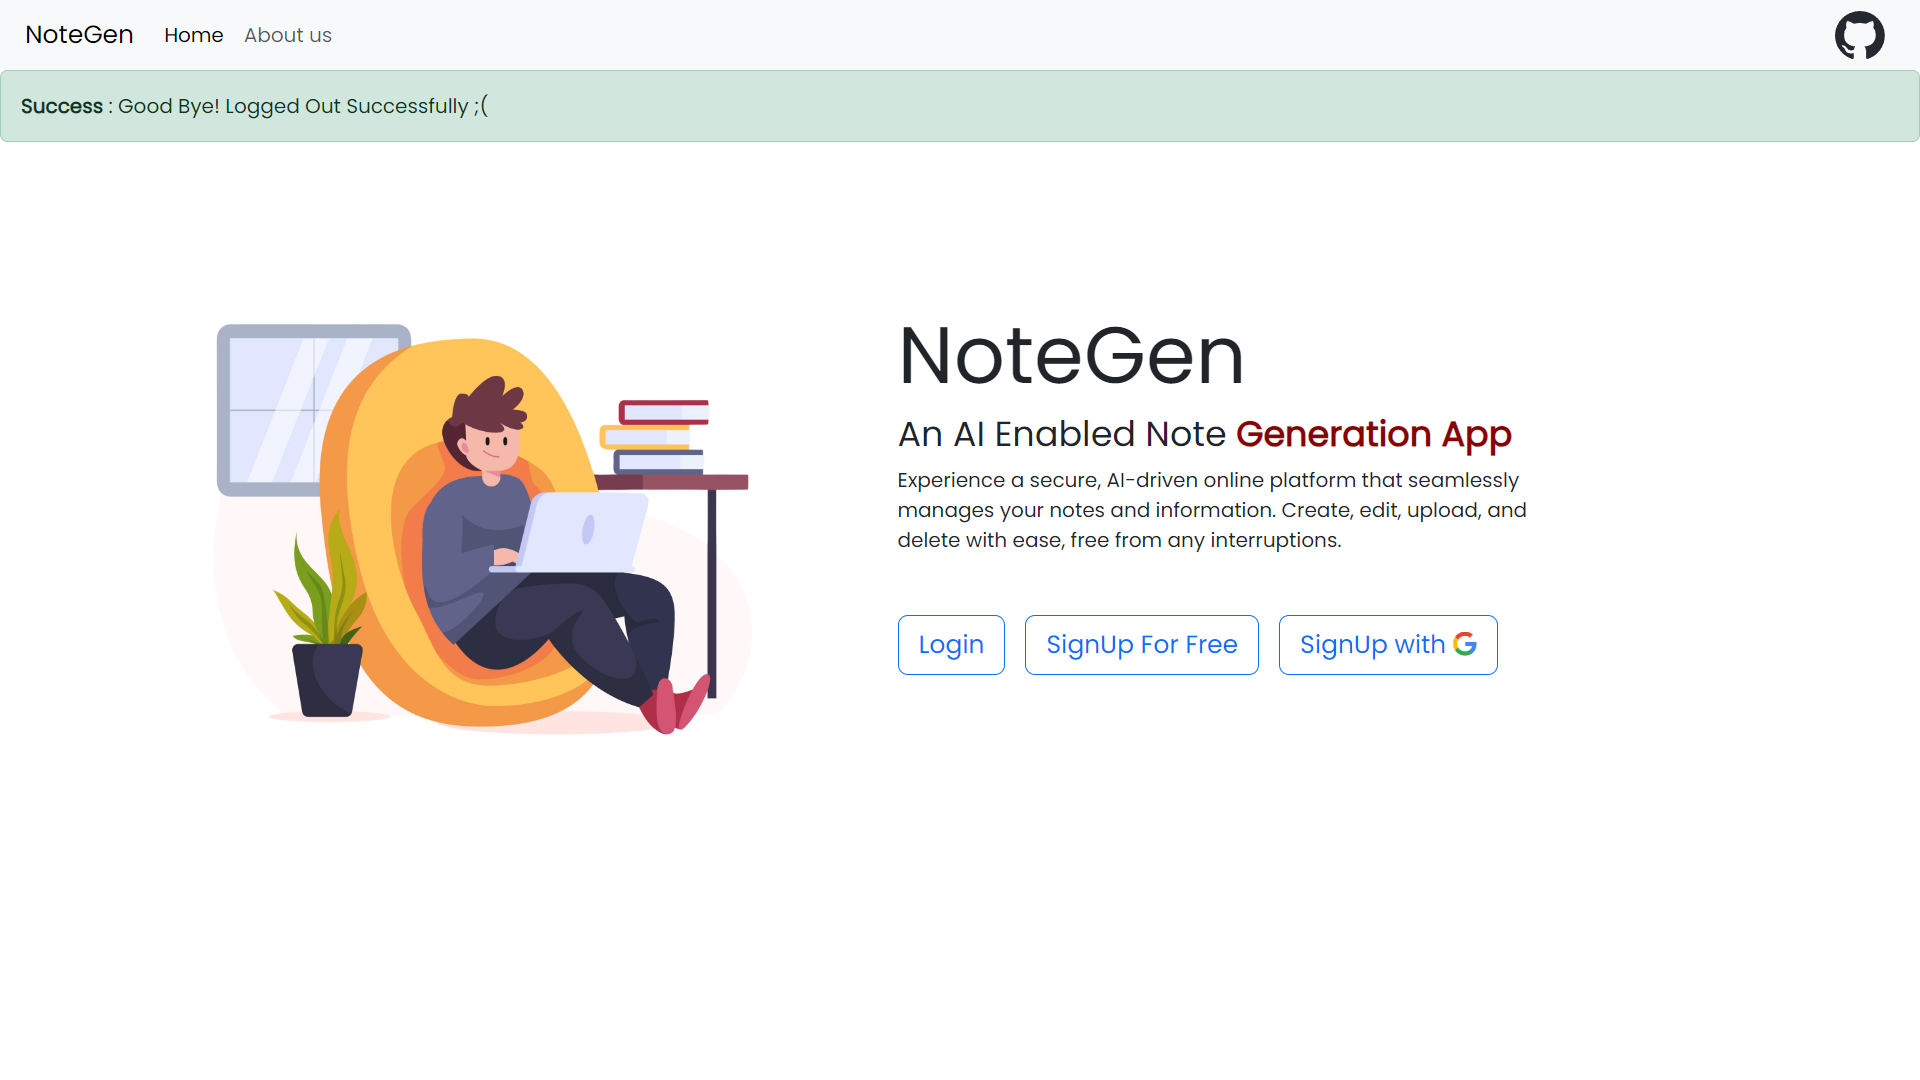 NoteGen Home About us
Success : Good Bye! Logged Out Successfully ;(
NoteGen
An AI Enabled Note Generation App
Experience a secure, AI-driven online platform that seamlessly
manages your notes and information. Create, edit, upload, and
delete with ease, free from any interruptions.
Login SignUp For Free SignUp with G